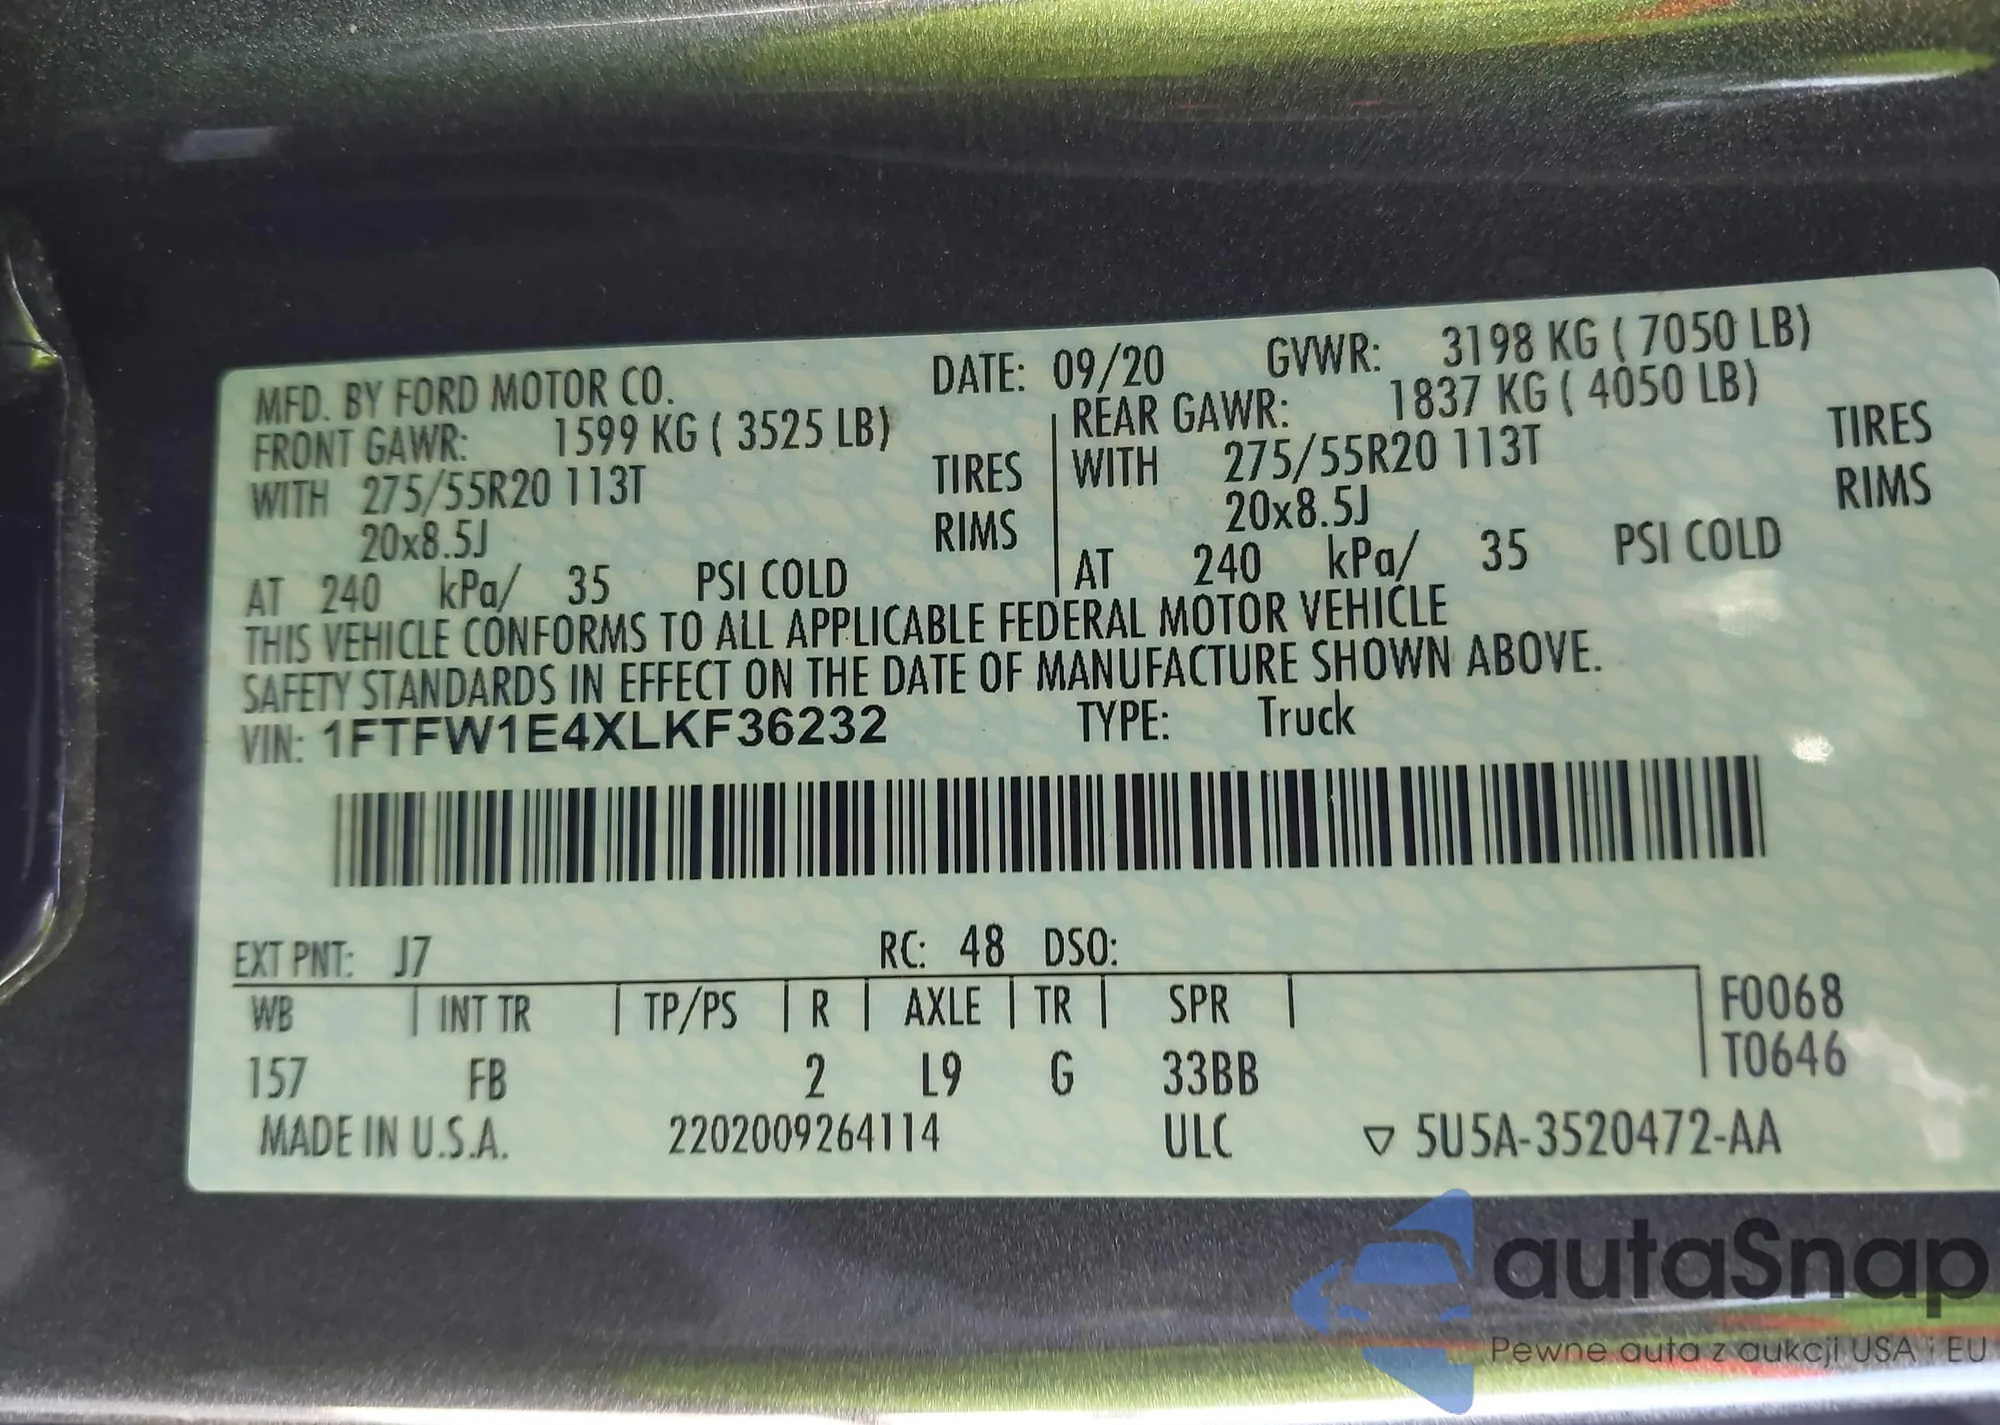 MFD. BY FORD MOTOR CO. DATE: 09/20 GVWR: 3198 KG ( 7050 LB)
FRONT GAWR: 1599 KG ( 3525 LB) REAR GAWR: 1837 KG ( 4050 LB)
WITH 275/55R20 113T TIRES WITH 275/55R20 113T TIRES
20x8.5J RIMS 20x8.5J RIMS
AT 240 kPa/ 35 PSI COLD AT 240 kPa/ 35 PSI COLD
THIS VEHICLE CONFORMS TO ALL APPLICABLE FEDERAL MOTOR VEHICLE
SAFETY STANDARDS IN EFFECT ON THE DATE OF MANUFACTURE SHOWN ABOVE.
VIN: 1FTFW1E4XLKF36232 TYPE: Truck
EXT PNT: J7 RC: 48 DSO:
WB INT TR TP/PS R AXLE TR SPR F0068
T0646
157 FB 2 L9 G 33BB
MADE IN U.S.A. 2202009264114 ULC ▽ 5U5A-3520472-AA
autaSnap
Pewne auta z aukcji USA i EU